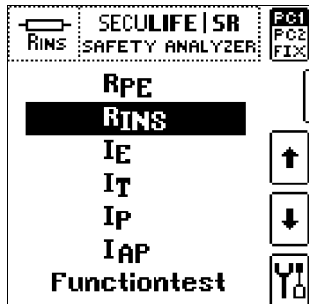 RINS
SECULIFE | SR
SAFETY ANALYZER
PC1
PC2
FIX
RPE
RINS
IE
IT
IP
IAP
Functiontest